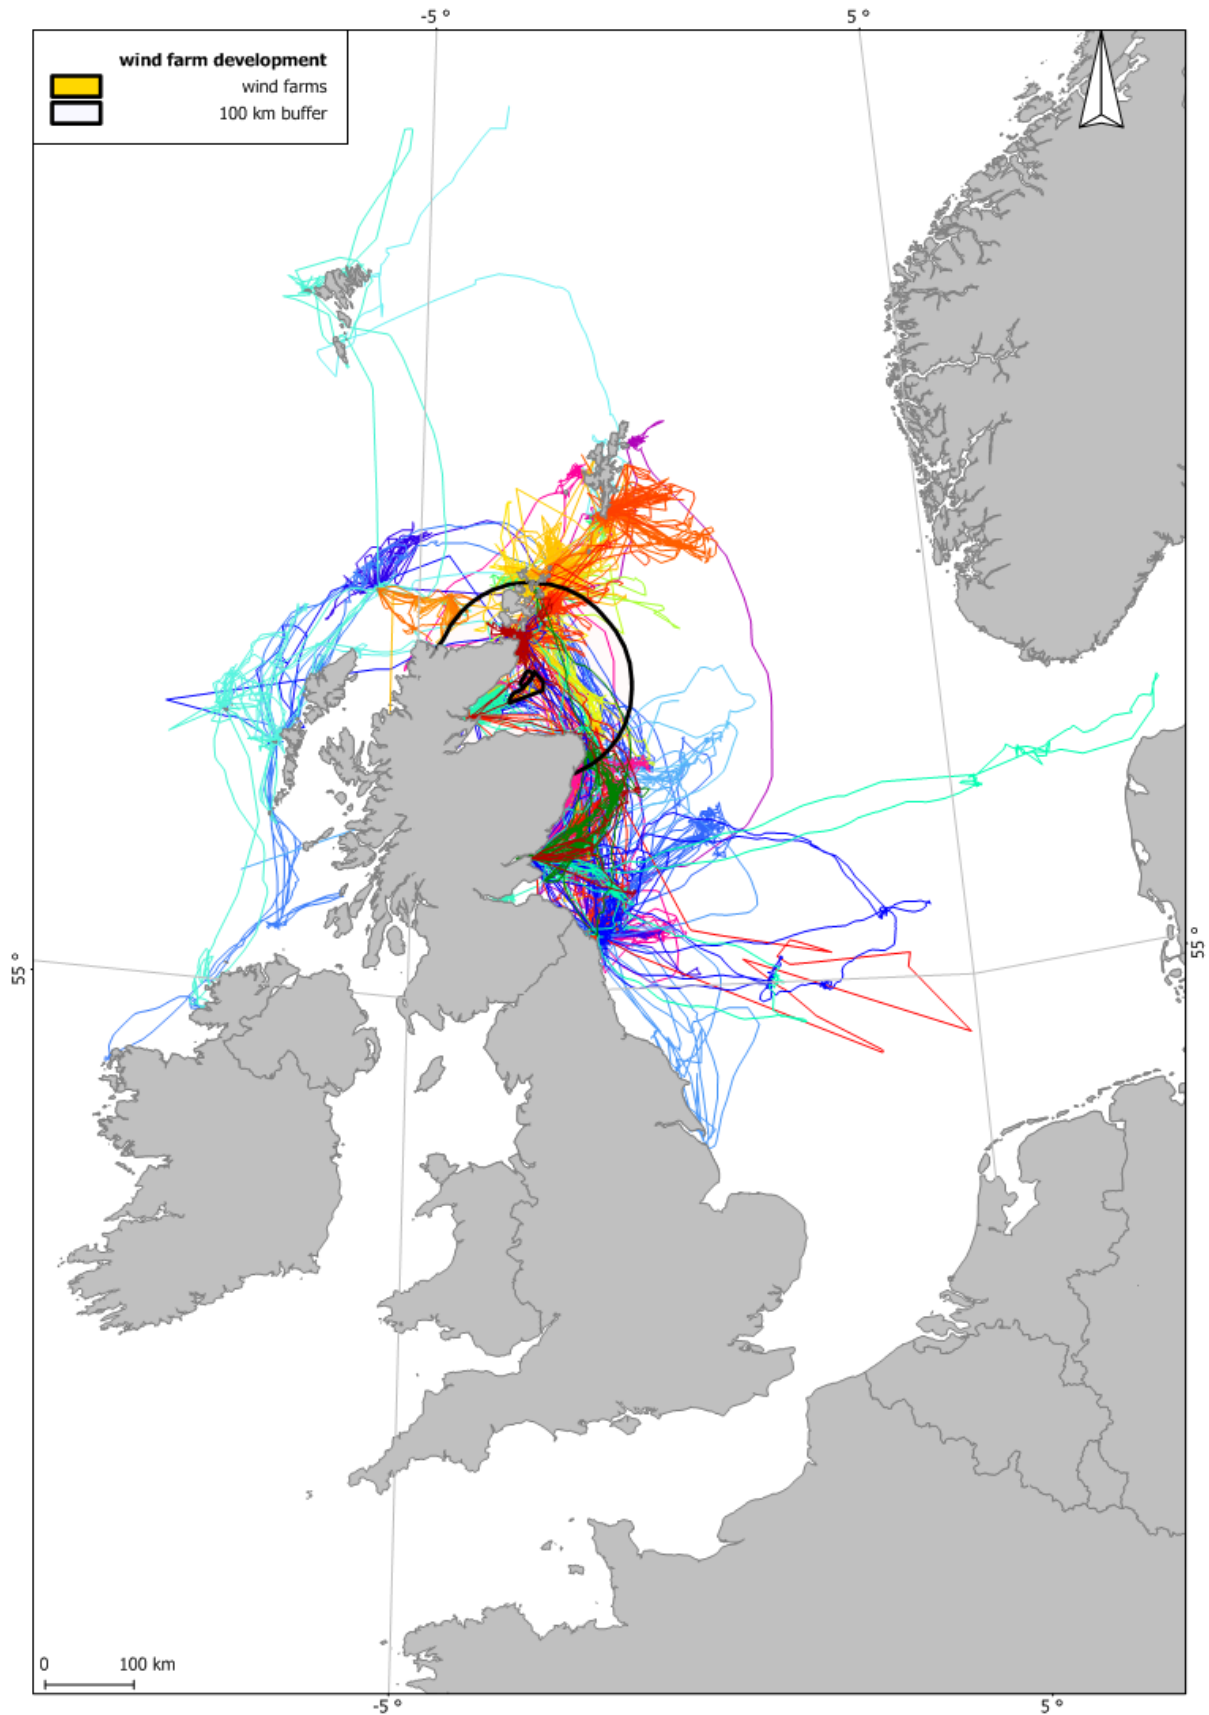 -5 º
5 º
wind farm development
wind farms
100 km buffer
55 º
55 º
0
100 km
-5 º
5 º